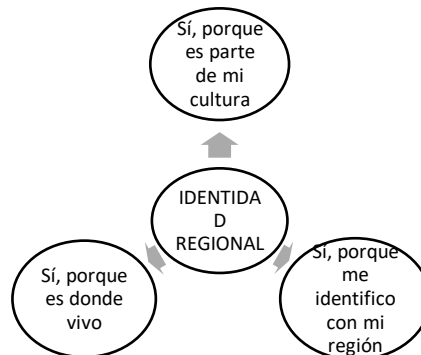 Sí, porque
es parte
de mi
cultura
IDENTIDA
D
REGIONAL
Sí, porque
es donde
vivo
Sí, porque
me
identifico
con mi
región